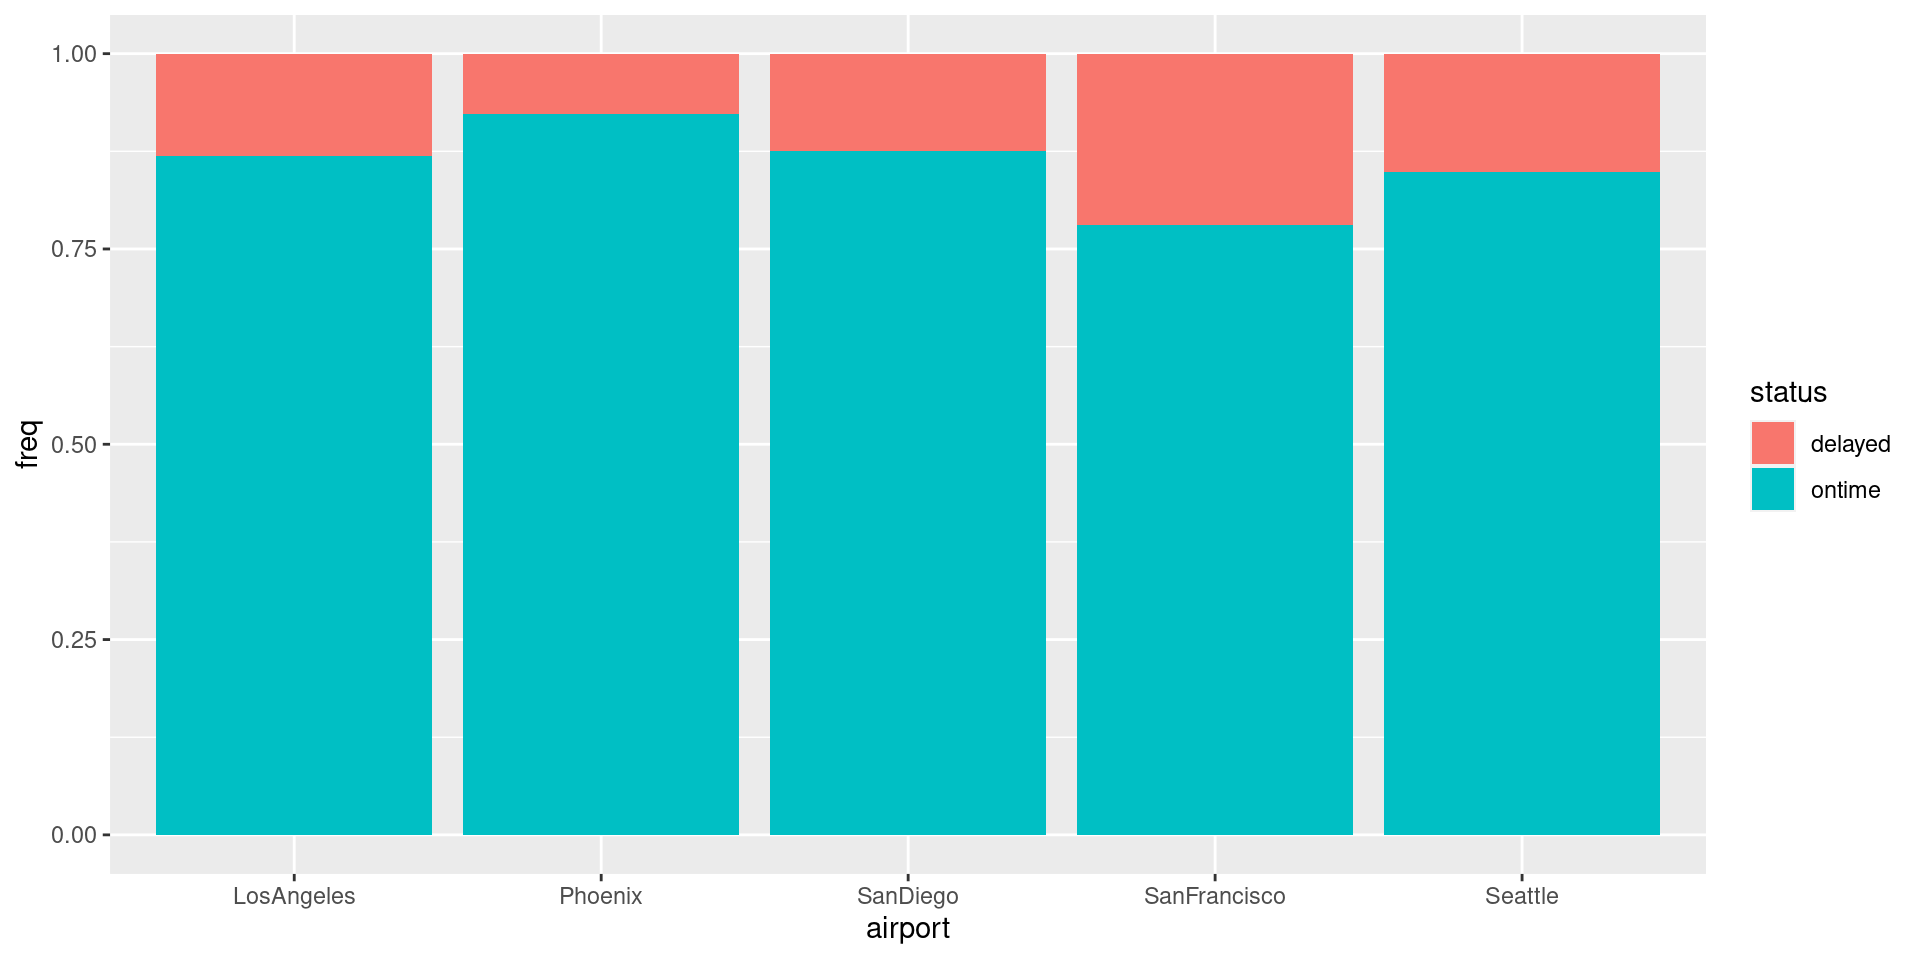 1.00
0.75
0.50
0.25
0.00
freq
LosAngeles
Phoenix
SanDiego
SanFrancisco
Seattle
airport
status
delayed
ontime